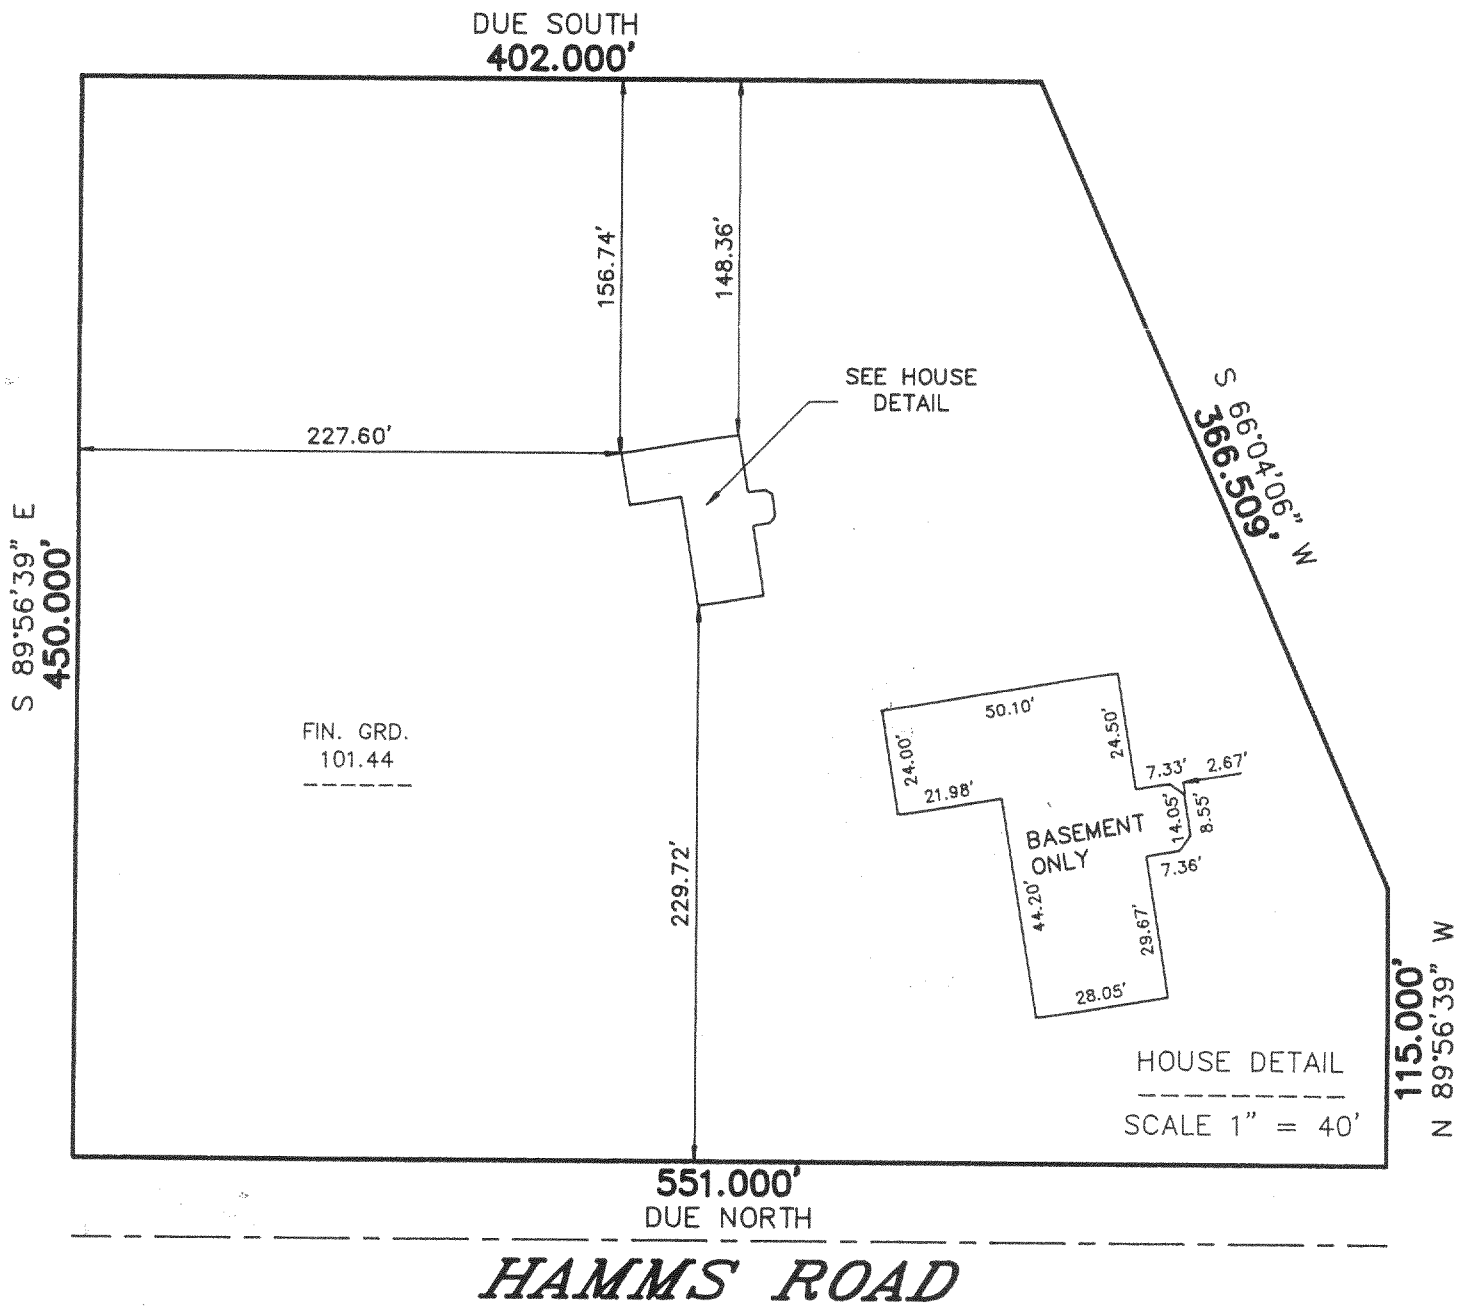 DUE SOUTH
402.000'
156.74'
148.36'
SEE HOUSE
DETAIL
227.60'
S 66°04'06" W
366.509'
S 89°56'39" E
450.000'
FIN. GRD.
101.44
50.10'
24.00'
24.50'
7.33'
2.67'
21.98'
14.05'
8.55'
BASEMENT
ONLY
7.36'
229.72'
44.20'
29.67'
28.05'
115.000'
N 89°56'39" W
HOUSE DETAIL
SCALE 1" = 40'
551.000'
DUE NORTH
HAMMS ROAD